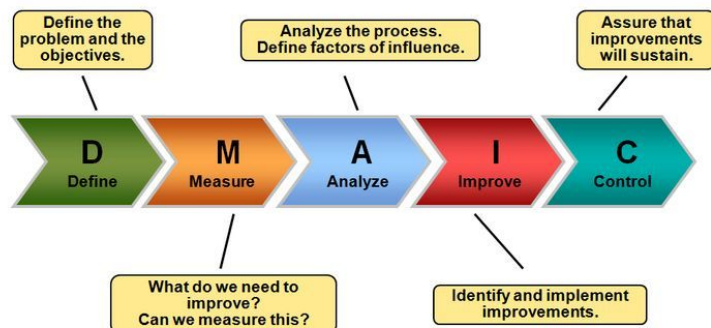 Define the
problem and the
objectives.
Analyze the process.
Define factors of influence.
Assure that
improvements
will sustain.
D
Define
M
Measure
A
Analyze
I
Improve
C
Control
What do we need to
improve?
Can we measure this?
Identify and implement
improvements.